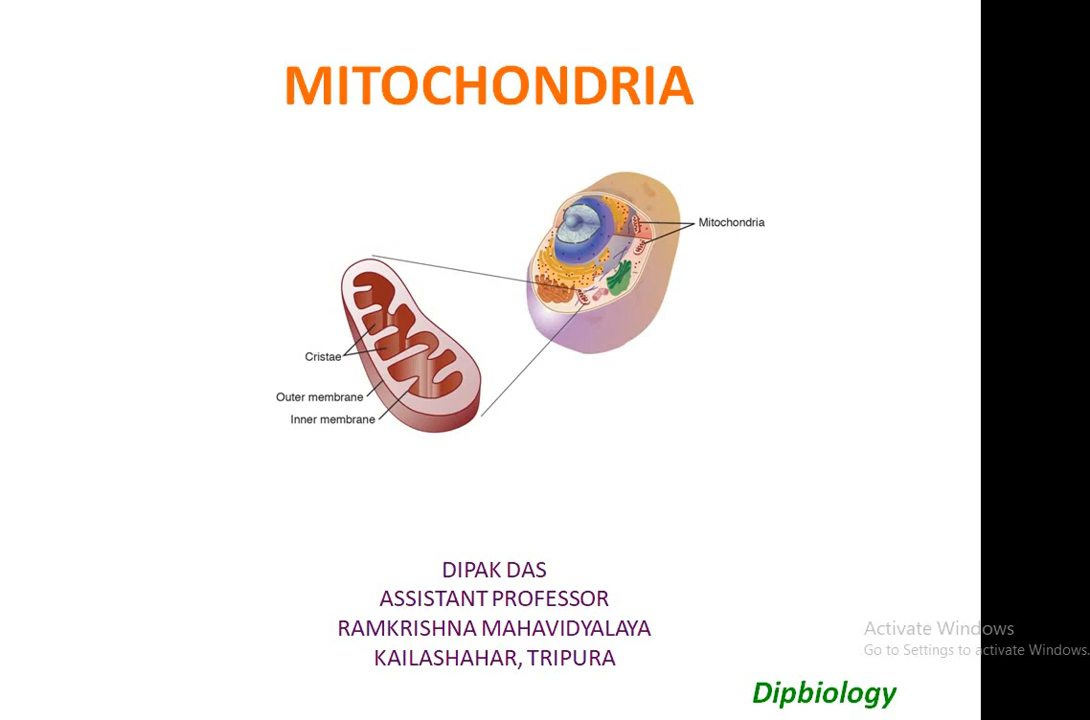 MITOCHONDRIA
Mitochondria
Cristae
Outer membrane
Inner membrane
DIPAK DAS
ASSISTANT PROFESSOR
RAMKRISHNA MAHAVIDYALAYA
KAILASHAHAR, TRIPURA
Activate Windows
Go to Settings to activate Windows.
Dipbiology